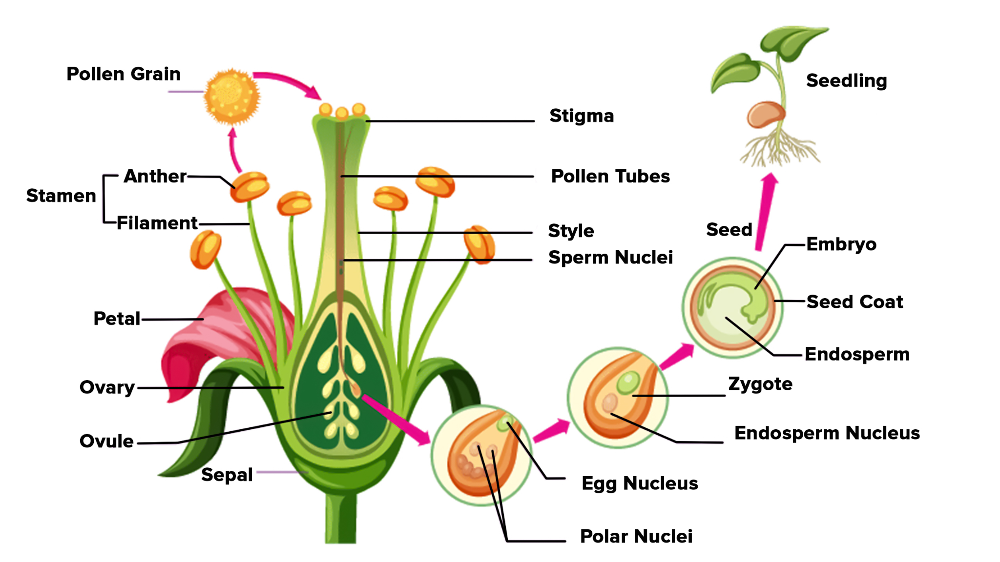 Pollen Grain
Stigma
Seedling
Anther
Stamen
Filament
Pollen Tubes
Style
Sperm Nuclei
Seed
Embryo
Seed Coat
Endosperm
Petal
Ovary
Ovule
Sepal
Zygote
Endosperm Nucleus
Egg Nucleus
Polar Nuclei